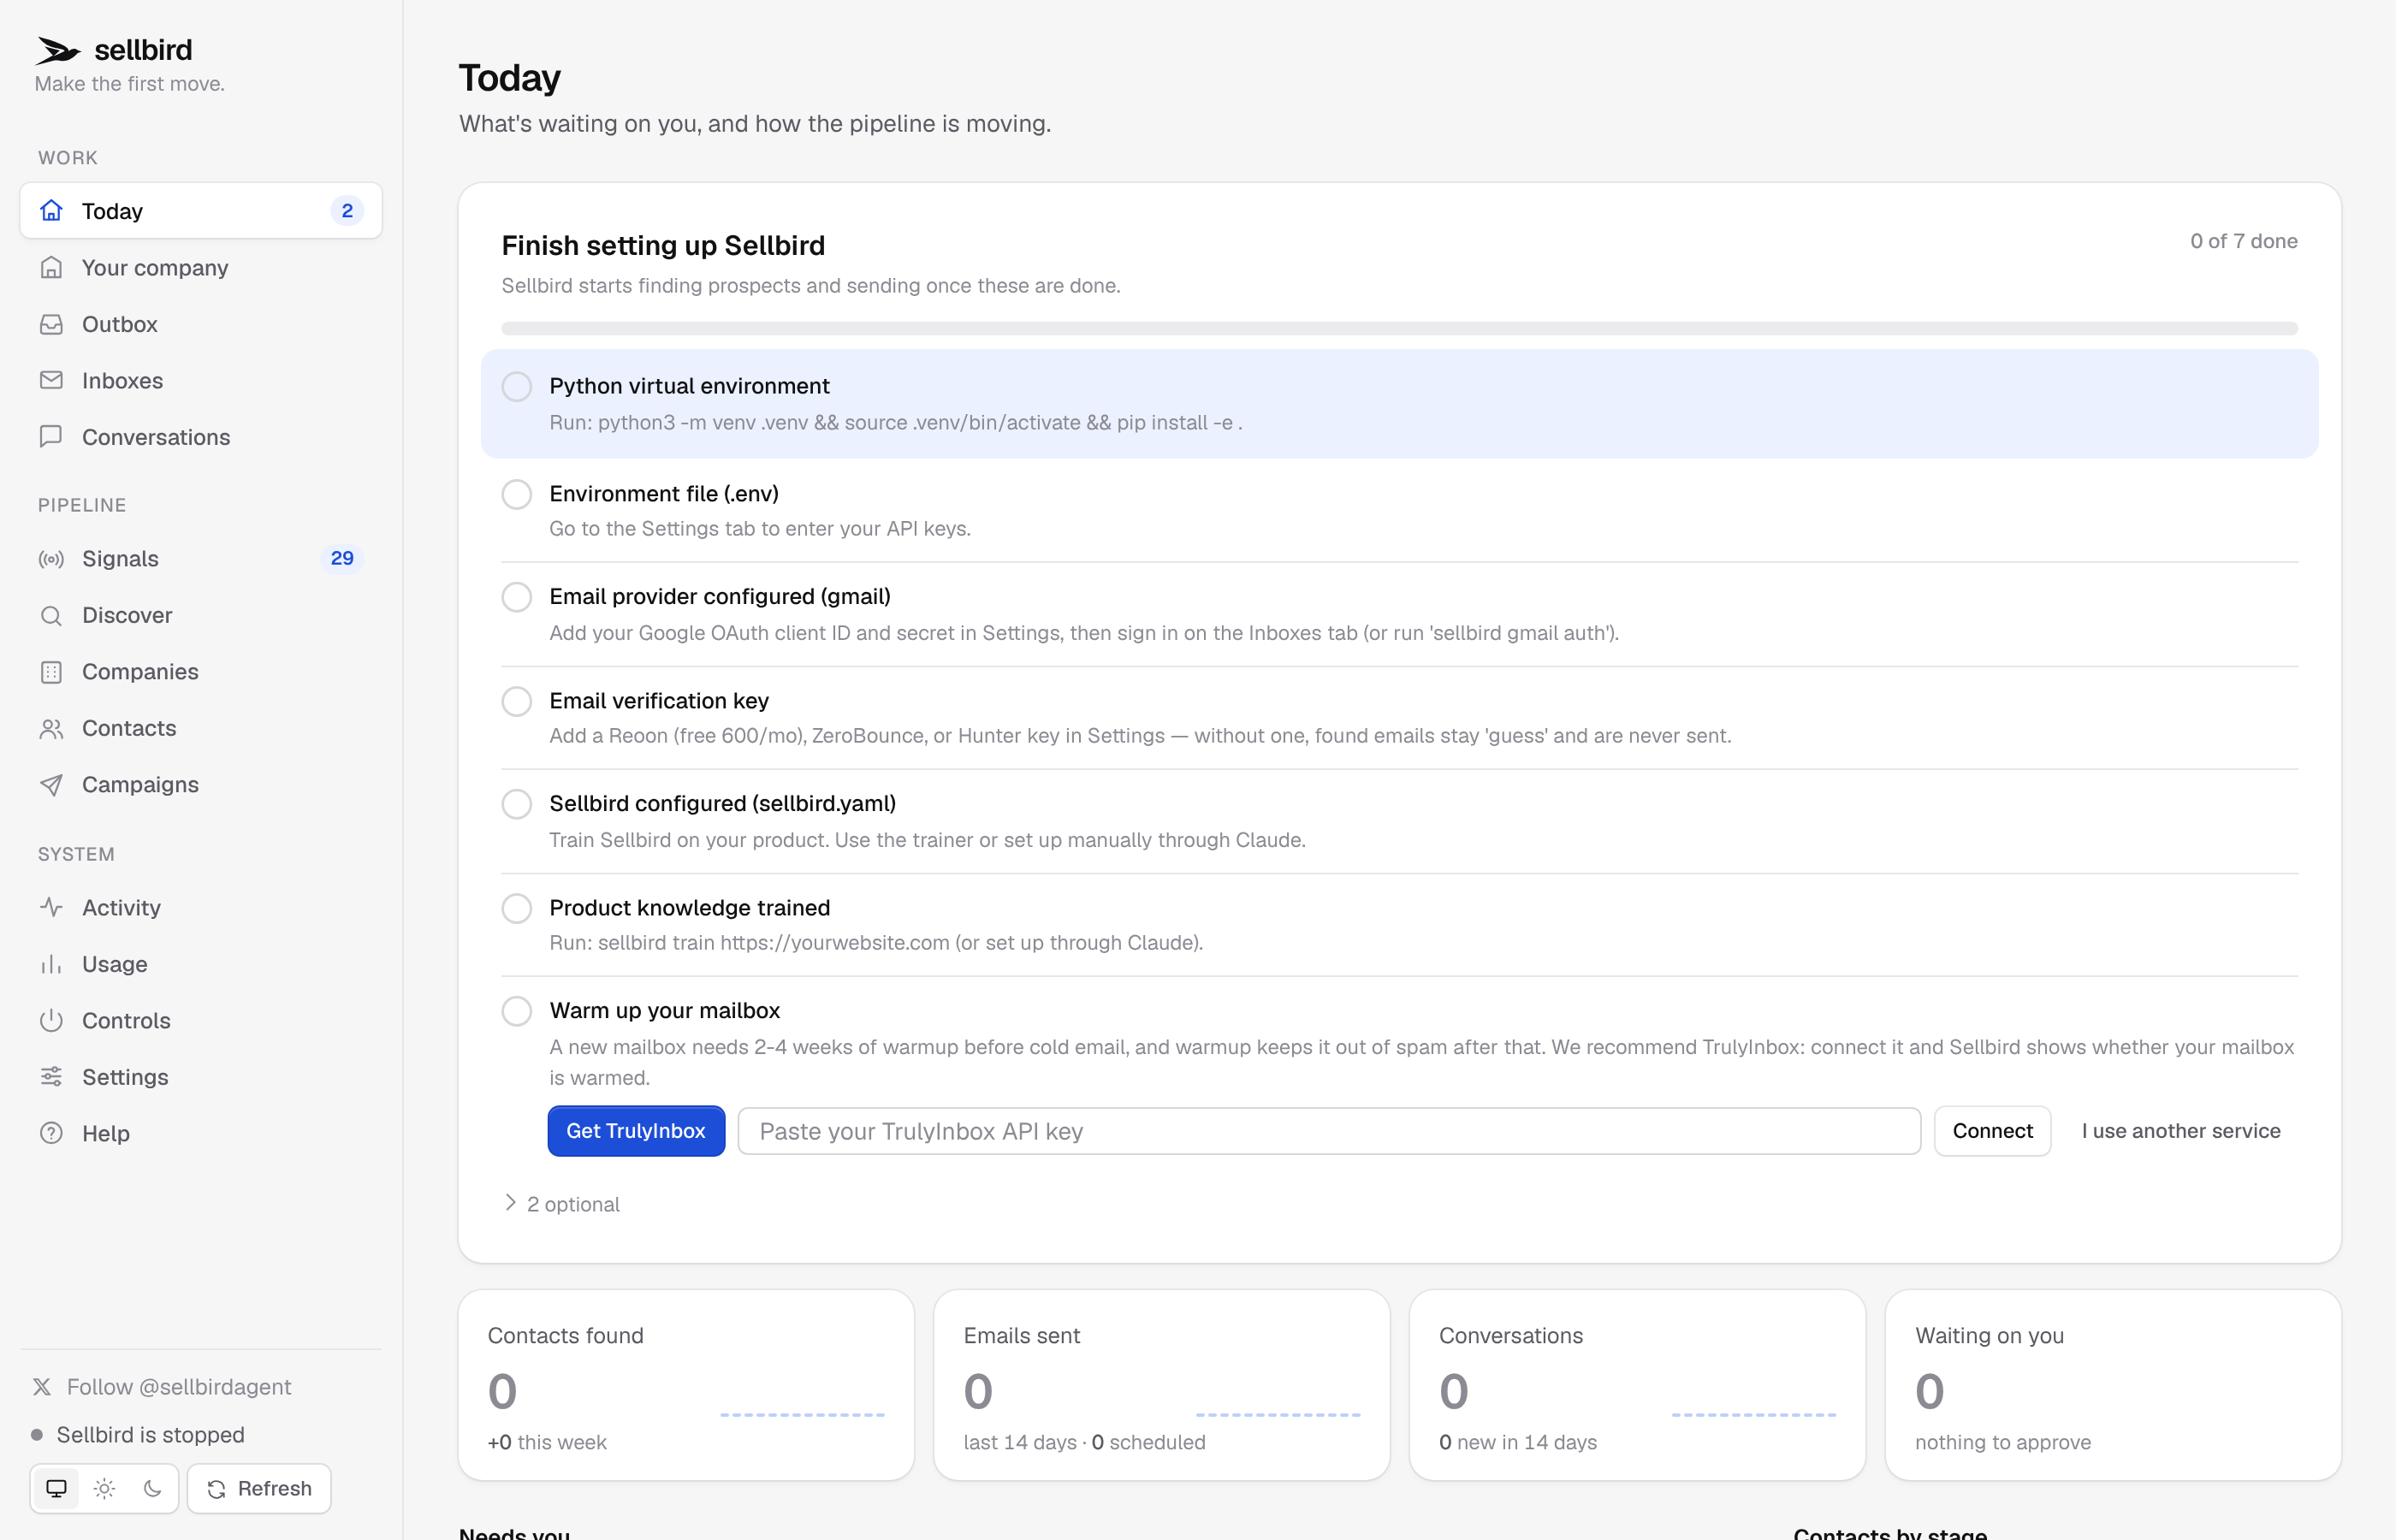 sellbird
Make the first move.
WORK
Today
2
Your company
Outbox
Inboxes
Conversations
PIPELINE
Signals
29
Discover
Companies
Contacts
Campaigns
SYSTEM
Activity
Usage
Controls
Settings
Help
Follow @sellbirdagent
Sellbird is stopped
Refresh
Today
What's waiting on you, and how the pipeline is moving.
Finish setting up Sellbird
0 of 7 done
Sellbird starts finding prospects and sending once these are done.
Python virtual environment
Run: python3 -m venv .venv && source .venv/bin/activate && pip install -e .
Environment file (.env)
Go to the Settings tab to enter your API keys.
Email provider configured (gmail)
Add your Google OAuth client ID and secret in Settings, then sign in on the Inboxes tab (or run 'sellbird gmail auth').
Email verification key
Add a Reoon (free 600/mo), ZeroBounce, or Hunter key in Settings — without one, found emails stay 'guess' and are never sent.
Sellbird configured (sellbird.yaml)
Train Sellbird on your product. Use the trainer or set up manually through Claude.
Product knowledge trained
Run: sellbird train https://yourwebsite.com (or set up through Claude).
Warm up your mailbox
A new mailbox needs 2-4 weeks of warmup before cold email, and warmup keeps it out of spam after that. We recommend TrulyInbox: connect it and Sellbird shows whether your mailbox
is warmed.
Get TrulyInbox
Paste your TrulyInbox API key
Connect
I use another service
2 optional
Contacts found
0
+0 this week
Emails sent
0
last 14 days · 0 scheduled
Conversations
0
0 new in 14 days
Waiting on you
0
nothing to approve
Needs you
Contacts by stage